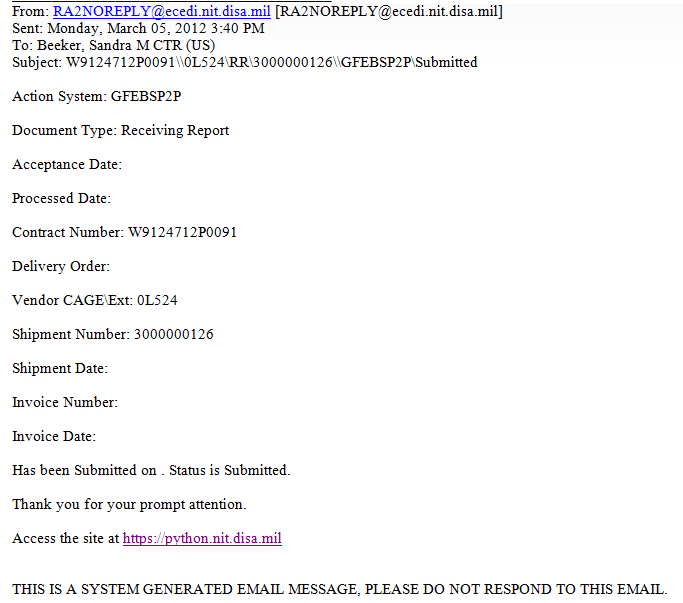 From: RA2NOREPLY@ecedi.nit.disa.mil [RA2NOREPLY@ecedi.nit.disa.mil]
Sent: Monday, March 05, 2012 3:40 PM
To: Beeker, Sandra M CTR (US)
Subject: W9124712P0091\\0L524\RR\3000000126\\GFEBSP2P\Submitted
Action System: GFEBSP2P
Document Type: Receiving Report
Acceptance Date:
Processed Date:
Contract Number: W9124712P0091
Delivery Order:
Vendor CAGE\Ext: 0L524
Shipment Number: 3000000126
Shipment Date:
Invoice Number:
Invoice Date:
Has been Submitted on . Status is Submitted.
Thank you for your prompt attention.
Access the site at https://python.nit.disa.mil
THIS IS A SYSTEM GENERATED EMAIL MESSAGE, PLEASE DO NOT RESPOND TO THIS EMAIL.